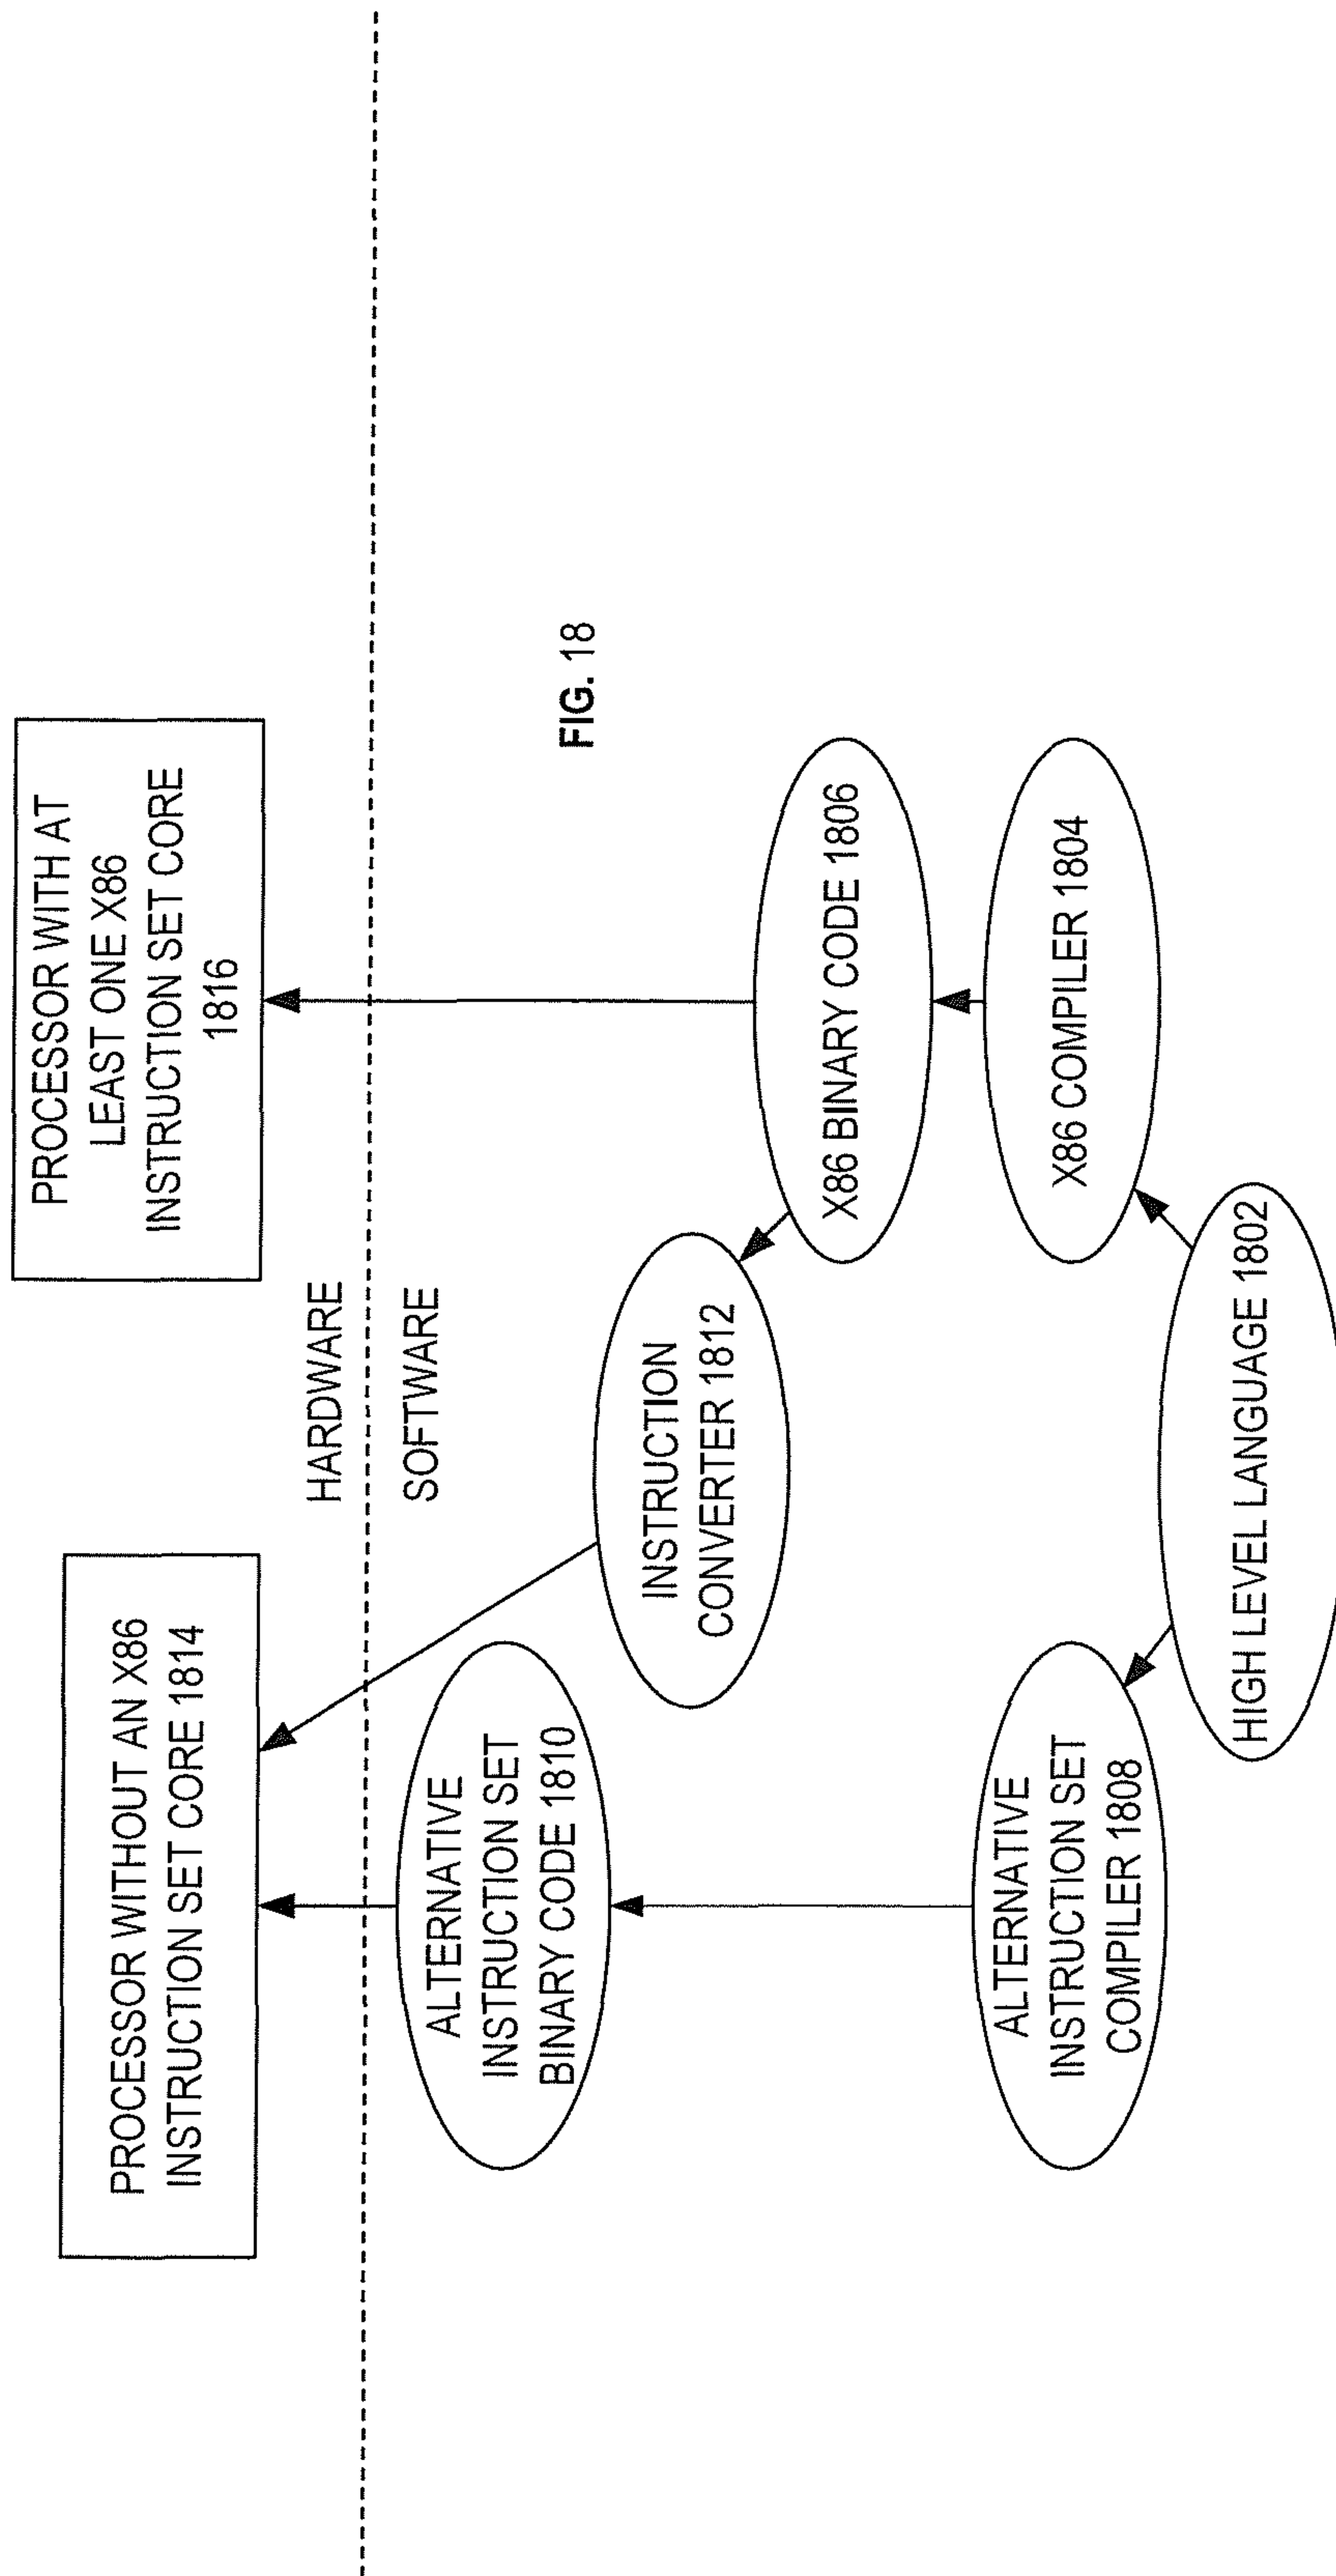 PROCESSOR WITHOUT AN X86
INSTRUCTION SET CORE 1814
PROCESSOR WITH AT
LEAST ONE X86
INSTRUCTION SET CORE
1816
HARDWARE
SOFTWARE
ALTERNATIVE
INSTRUCTION SET
BINARY CODE 1810
INSTRUCTION
CONVERTER 1812
FIG. 18
X86 BINARY CODE 1806
ALTERNATIVE
INSTRUCTION SET
COMPILER 1808
X86 COMPILER 1804
HIGH LEVEL LANGUAGE 1802